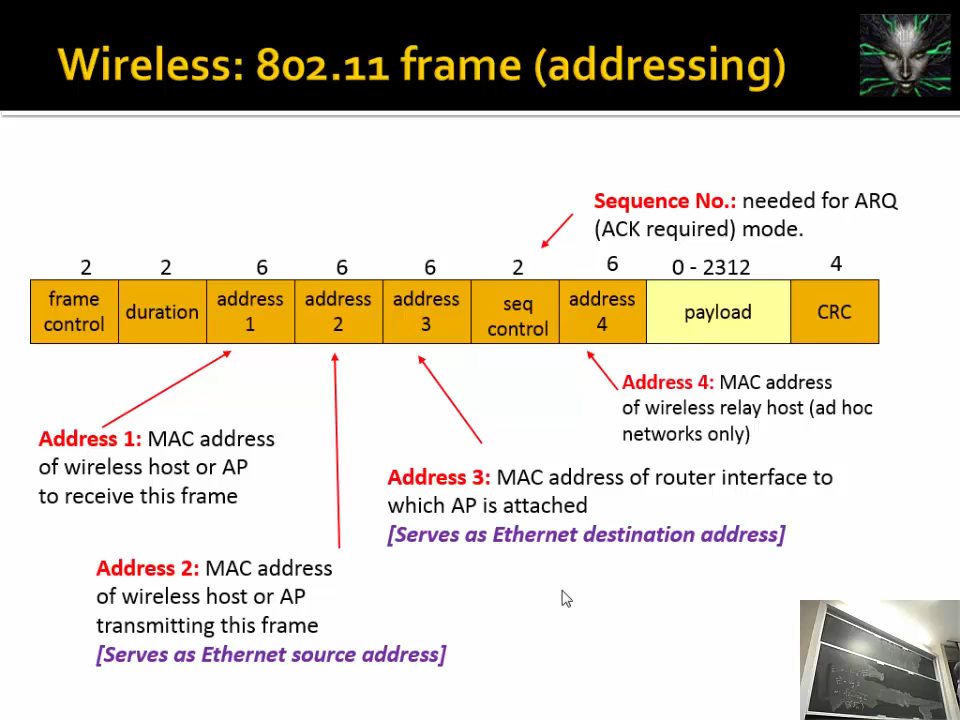 Wireless: 802.11 frame (addressing)
Sequence No.: needed for ARQ
(ACK required) mode.
2 2 6 6 6 2 6 0 - 2312 4
frame control
duration
address 1
address 2
address 3
seq control
address 4
payload
CRC
Address 4: MAC address
of wireless relay host (ad hoc
networks only)
Address 1: MAC address
of wireless host or AP
to receive this frame
Address 3: MAC address of router interface to
which AP is attached
[Serves as Ethernet destination address]
Address 2: MAC address
of wireless host or AP
transmitting this frame
[Serves as Ethernet source address]